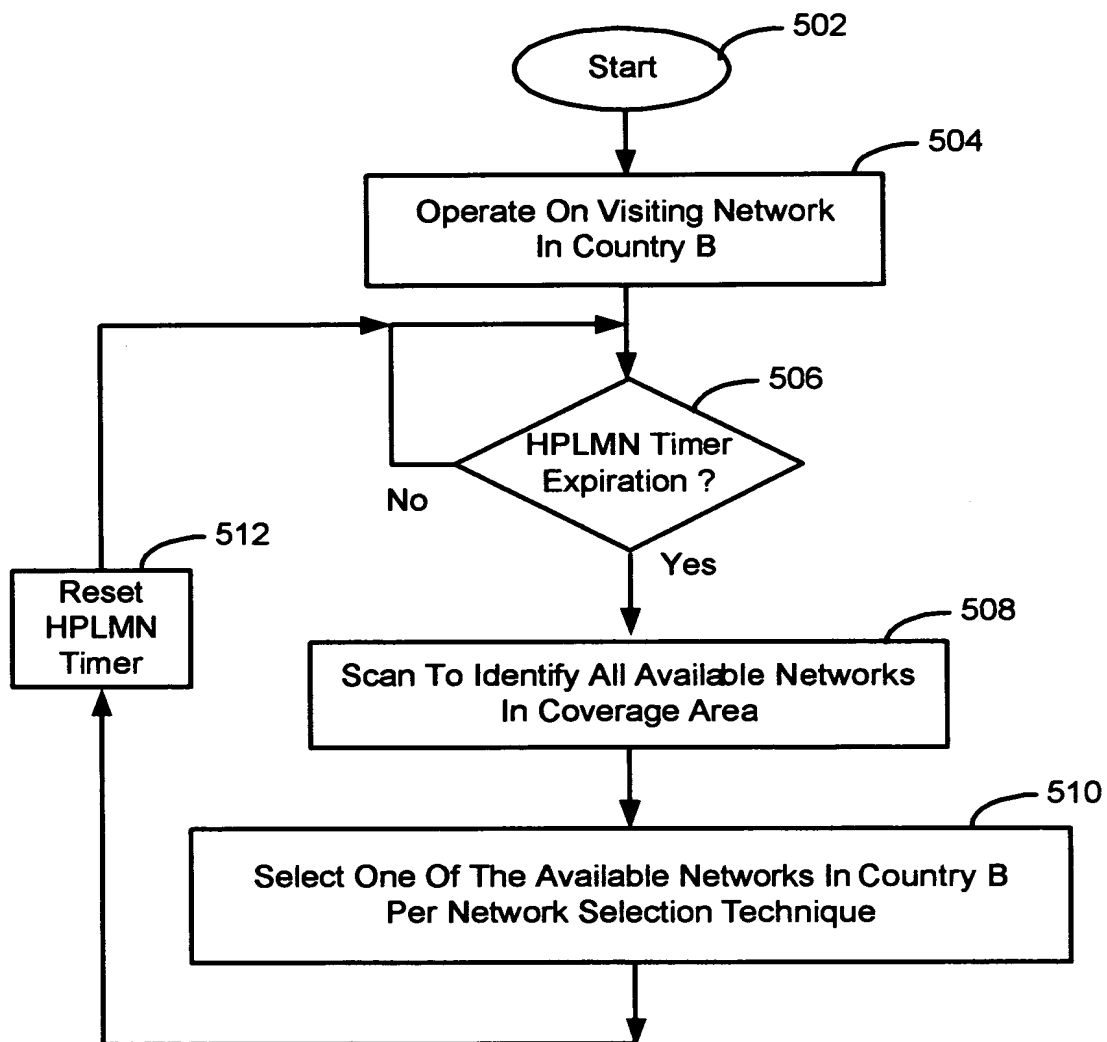 502
Start
504
Operate On Visiting Network
In Country B
506
HPLMN Timer
Expiration ?
No
Yes
512
Reset
HPLMN
Timer
508
Scan To Identify All Available Networks
In Coverage Area
510
Select One Of The Available Networks In Country B
Per Network Selection Technique